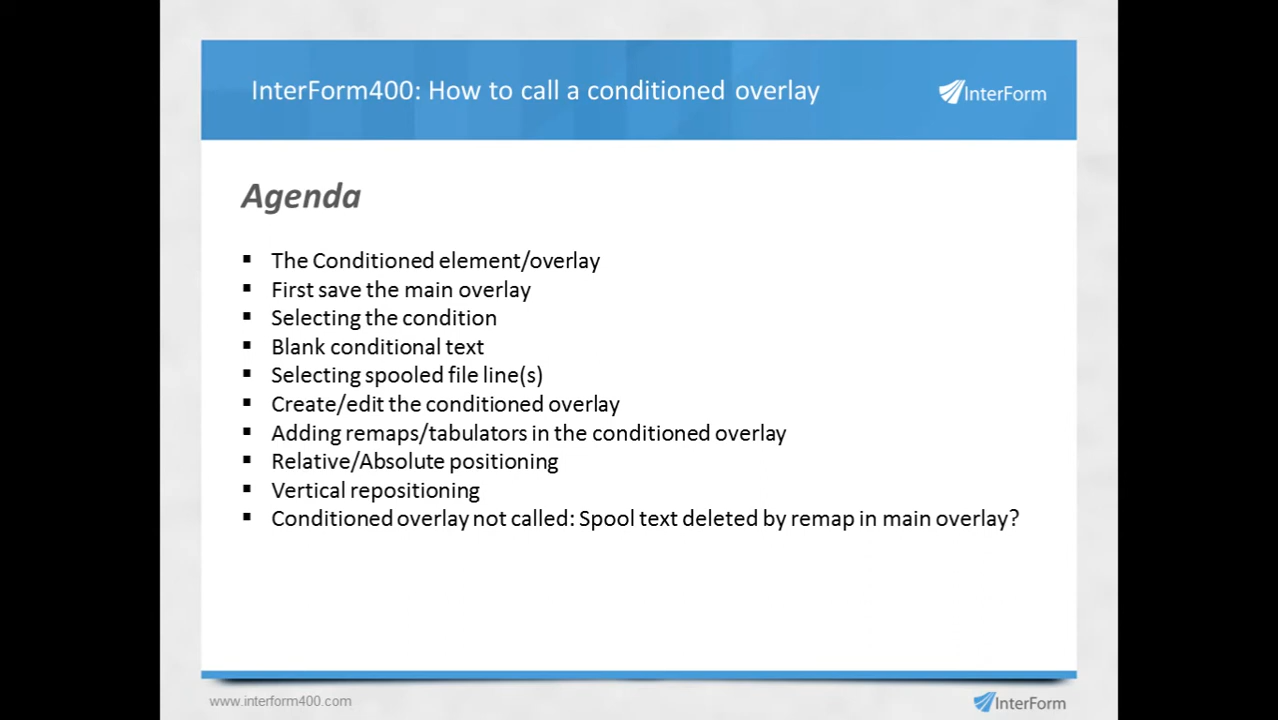 InterForm400: How to call a conditioned overlay
InterForm
Agenda
▪ The Conditioned element/overlay
▪ First save the main overlay
▪ Selecting the condition
▪ Blank conditional text
▪ Selecting spooled file line(s)
▪ Create/edit the conditioned overlay
▪ Adding remaps/tabulators in the conditioned overlay
▪ Relative/Absolute positioning
▪ Vertical repositioning
▪ Conditioned overlay not called: Spool text deleted by remap in main overlay?
www.interform400.com
InterForm